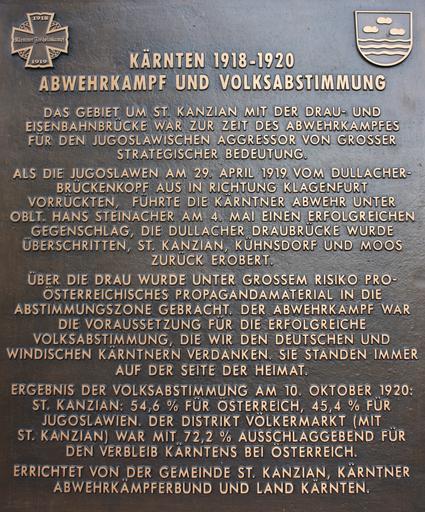 1918
Kärntner Freiheitskampf
1919
KÄRNTEN 1918-1920
ABWEHRKAMPF UND VOLKSABSTIMMUNG
DAS GEBIET UM ST. KANZIAN MIT DER DRAU- UND
EISENBAHNBRÜCKE WAR ZUR ZEIT DES ABWEHRKAMPFES
FÜR DEN JUGOSLAWISCHEN AGGRESSOR VON GROSSER
STRATEGISCHER BEDEUTUNG.
ALS DIE JUGOSLAWEN AM 29. APRIL 1919 VOM DULLACHER-
BRÜCKENKOPF AUS IN RICHTUNG KLAGENFURT
VORRÜCKTEN, FÜHRTE DIE KÄRNTNER ABWEHR UNTER
OBLT. HANS STEINACHER AM 4. MAI EINEN ERFOLGREICHEN
GEGENSCHLAG, DIE DULLACHER DRAUBRÜCKE WURDE
ÜBERSCHRITTEN, ST. KANZIAN, KÜHNSDORF UND MOOS
ZURÜCK EROBERT.
ÜBER DIE DRAU WURDE UNTER GROSSEM RISIKO PRO-
ÖSTERREICHISCHES PROPAGANDAMATERIAL IN DIE
ABSTIMMUNGSZONE GEBRACHT. DER ABWEHRKAMPF WAR
DIE VORAUSSETZUNG FÜR DIE ERFOLGREICHE
VOLKSABSTIMMUNG, DIE WIR DEN DEUTSCHEN UND
WINDISCHEN KÄRNTNERN VERDANKEN. SIE STANDEN IMMER
AUF DER SEITE DER HEIMAT.
ERGEBNIS DER VOLKSABSTIMMUNG AM 10. OKTOBER 1920:
ST. KANZIAN: 54,6 % FÜR ÖSTERREICH, 45,4 % FÜR
JUGOSLAWIEN. DER DISTRIKT VÖLKERMARKT (MIT
ST. KANZIAN) WAR MIT 72,2 % AUSSCHLAGGEBEND FÜR
DEN VERBLEIB KÄRNTENS BEI ÖSTERREICH.
ERRICHTET VON DER GEMEINDE ST. KANZIAN, KÄRNTNER
ABWEHRKÄMPFERBUND UND LAND KÄRNTEN.